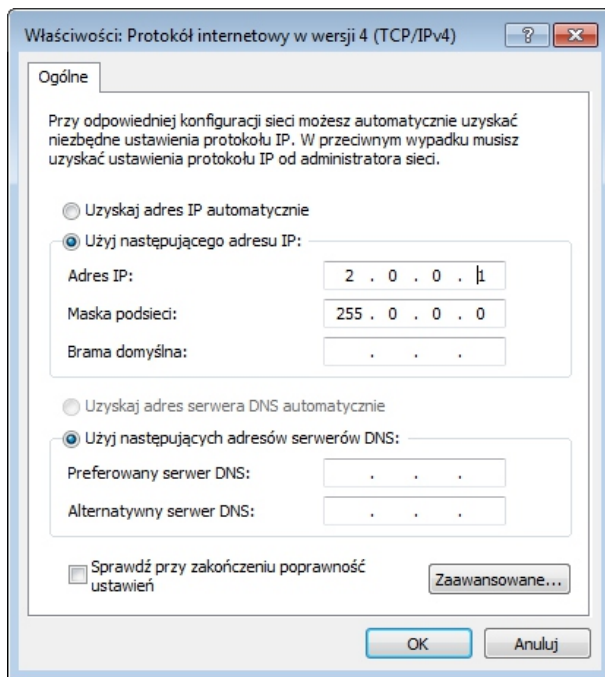 Właściwości: Protokół internetowy w wersji 4 (TCP/IPv4)
?
Ogólne
Przy odpowiedniej konfiguracji sieci możesz automatycznie uzyskać
niezbędne ustawienia protokołu IP. W przeciwnym wypadku musisz
uzyskać ustawienia protokołu IP od administratora sieci.
Uzyskaj adres IP automatycznie
Użyj następującego adresu IP:
Adres IP: 2 . 0 . 0 . 1
Maska podsieci: 255 . 0 . 0 . 0
Brama domyślna: . . .
Uzyskaj adres serwera DNS automatycznie
Użyj następujących adresów serwerów DNS:
Preferowany serwer DNS: . . .
Alternatywny serwer DNS: . . .
Sprawdź przy zakończeniu poprawność
ustawień
Zaawansowane...
OK Anuluj